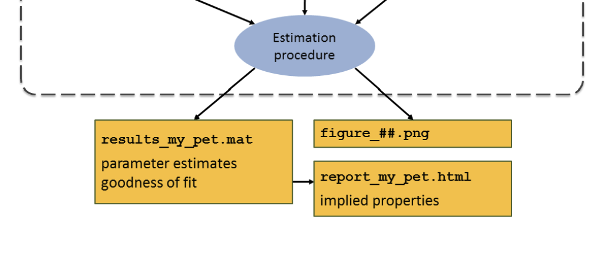 Estimation
procedure
results_my_pet.mat
parameter estimates
goodness of fit
figure_##.png
report_my_pet.html
implied properties